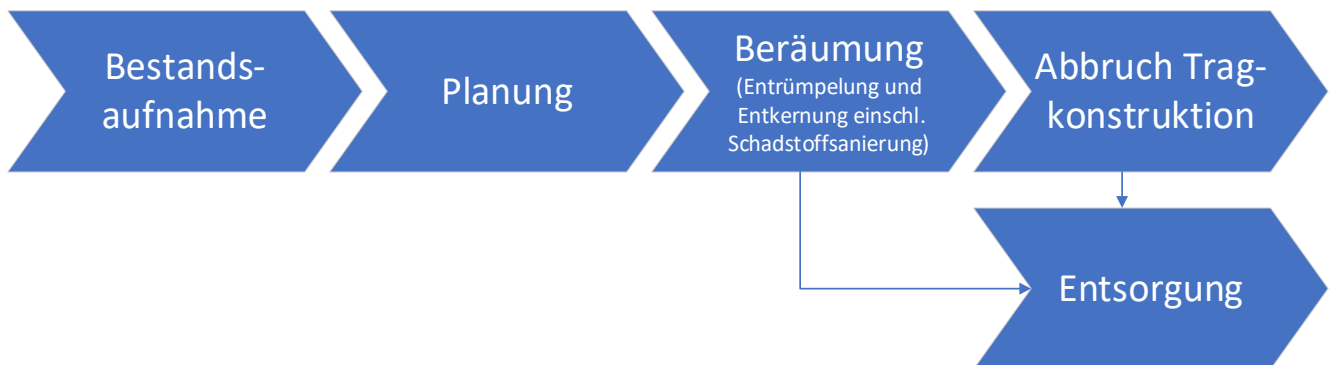 Bestands-
aufnahme
Planung
Beräumung
(Entrümpelung und
Entkernung einschl.
Schadstoffsanierung)
Abbruch Trag-
konstruktion
Entsorgung